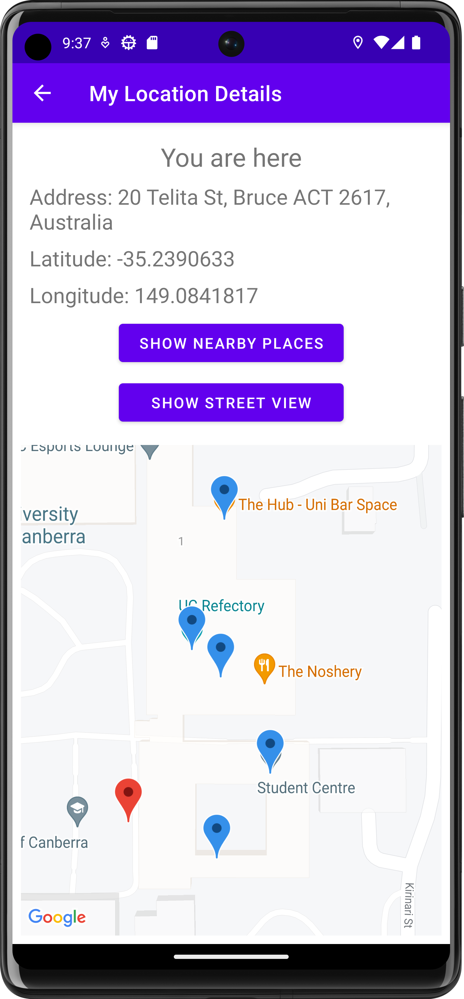 9:37
My Location Details
You are here
Address: 20 Telita St, Bruce ACT 2617,
Australia
Latitude: -35.2390633
Longitude: 149.0841817
SHOW NEARBY PLACES
SHOW STREET VIEW
C Esports Lounge
The Hub - Uni Bar Space
iversity
anberra
1
UC Refectory
The Noshery
Student Centre
f Canberra
Kirinari St
Google